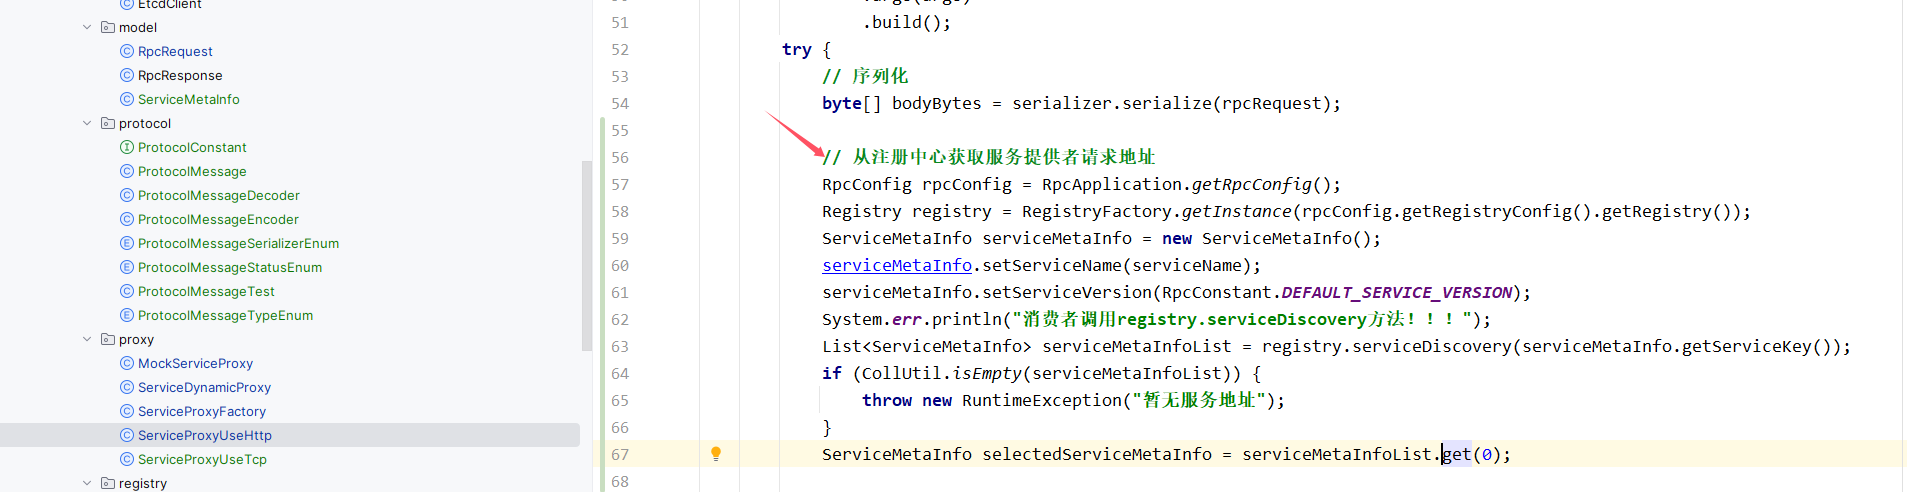 EtcdClient
model
RpcRequest
RpcResponse
ServiceMetaInfo
protocol
ProtocolConstant
ProtocolMessage
ProtocolMessageDecoder
ProtocolMessageEncoder
ProtocolMessageSerializerEnum
ProtocolMessageStatusEnum
ProtocolMessageTest
ProtocolMessageTypeEnum
proxy
MockServiceProxy
ServiceDynamicProxy
ServiceProxyFactory
ServiceProxyUseHttp
ServiceProxyUseTcp
registry
51 .build();
52 try {
53 // 序列化
54 byte[] bodyBytes = serializer.serialize(rpcRequest);
55
56 // 从注册中心获取服务提供者请求地址
57 RpcConfig rpcConfig = RpcApplication.getRpcConfig();
58 Registry registry = RegistryFactory.getInstance(rpcConfig.getRegistryConfig().getRegistry());
59 ServiceMetaInfo serviceMetaInfo = new ServiceMetaInfo();
60 serviceMetaInfo.setServiceName(serviceName);
61 serviceMetaInfo.setServiceVersion(RpcConstant.DEFAULT_SERVICE_VERSION);
62 System.err.println("消费者调用registry.serviceDiscovery方法！！！");
63 List<ServiceMetaInfo> serviceMetaInfoList = registry.serviceDiscovery(serviceMetaInfo.getServiceKey());
64 if (CollUtil.isEmpty(serviceMetaInfoList)) {
65 throw new RuntimeException("暂无服务地址");
66 }
67 ServiceMetaInfo selectedServiceMetaInfo = serviceMetaInfoList.get(0);
68